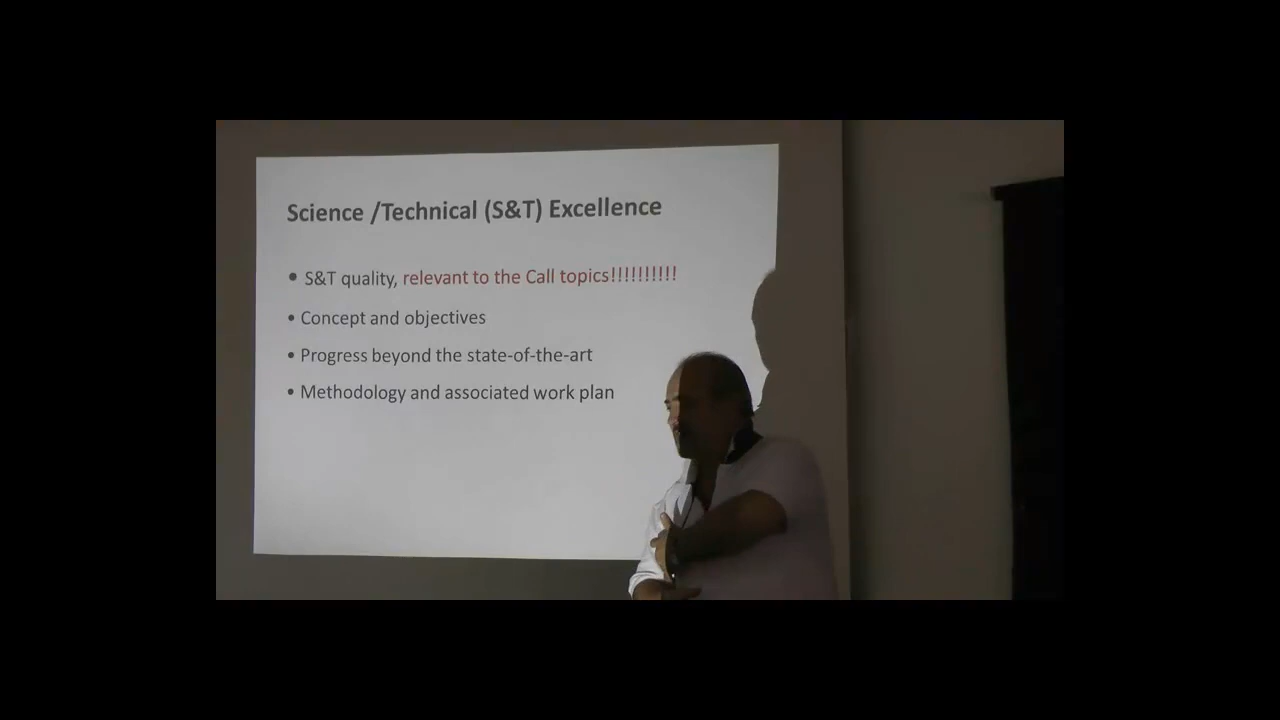 Science /Technical (S&T) Excellence
• S&T quality, relevant to the Call topics!!!!!!!!!!
• Concept and objectives
• Progress beyond the state-of-the-art
• Methodology and associated work plan